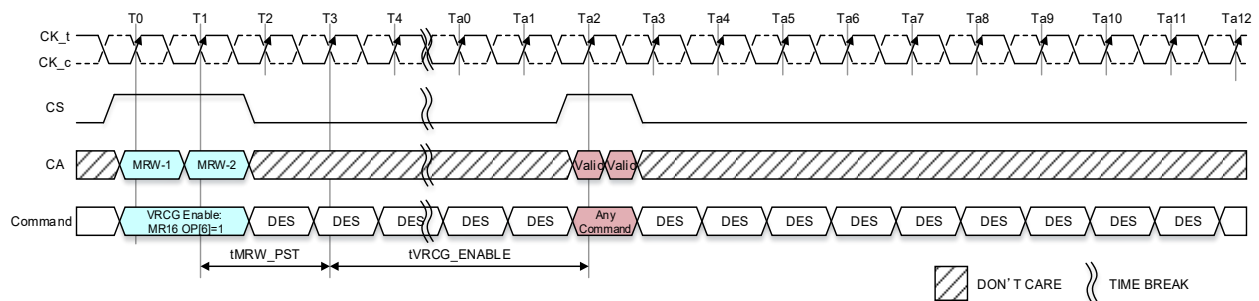 T0 T1 T2 T3 T4 Ta0 Ta1 Ta2 Ta3 Ta4 Ta5 Ta6 Ta7 Ta8 Ta9 Ta10 Ta11 Ta12
CK_t
CK_c
CS
CA MRW-1 MRW-2 Valid Valid
Command VRCG Enable: MR16 OP[6]=1 DES DES DES DES DES Any Command DES DES DES DES DES DES DES DES DES
tMRW_PST tVRCG_ENABLE
DON'T CARE TIME BREAK